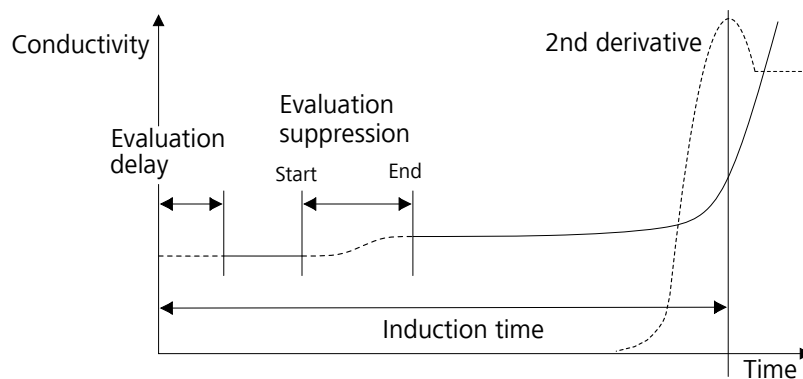 Conductivity
2nd derivative
Evaluation
suppression
Evaluation
delay
Start
End
Induction time
Time